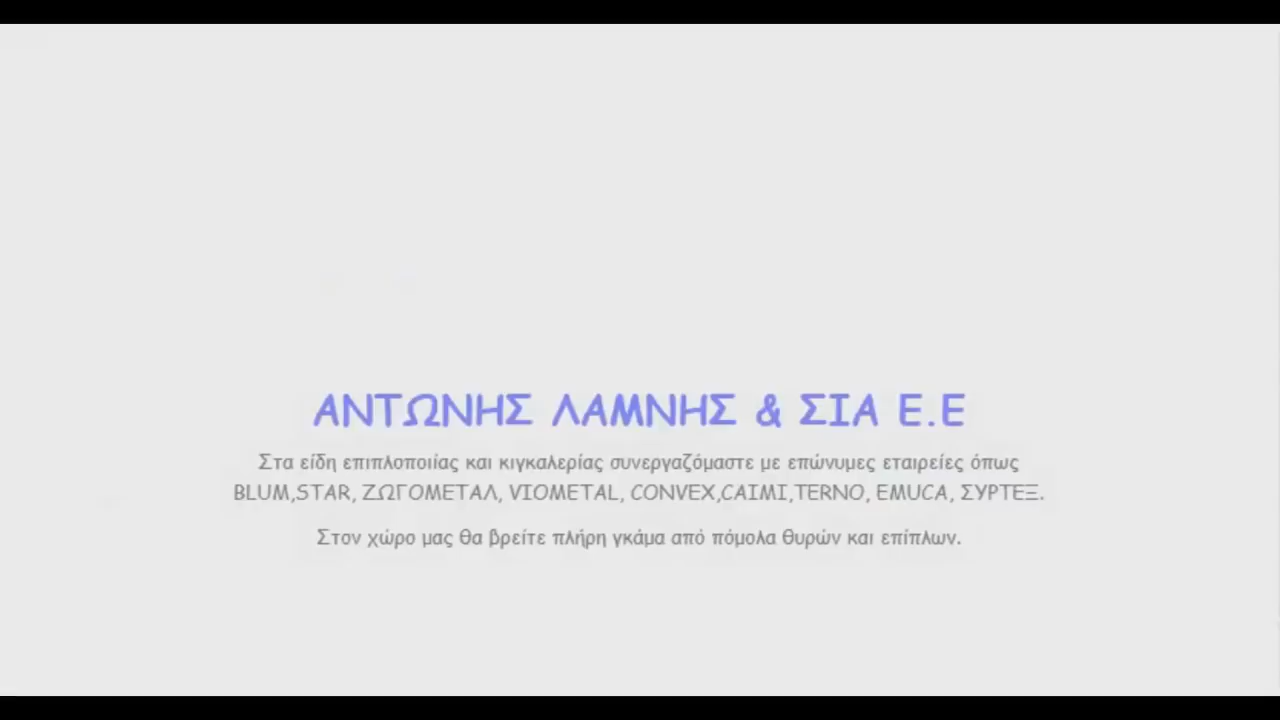 ΑΝΤΩΝΗΣ ΛΑΜΝΗΣ & ΣΙΑ Ε.Ε
Στα είδη επιπλοποιίας και κιγκαλερίας συνεργαζόμαστε με επώνυμες εταιρείες όπως
BLUM,STAR, ΖΩΓΟΜΕΤΑΛ, VIOMETAL, CONVEX,CAIMI,TERNO, EMUCA, ΣΥΡΤΕΞ.
Στον χώρο μας θα βρείτε πλήρη γκάμα από πόμολα θυρών και επίπλων.